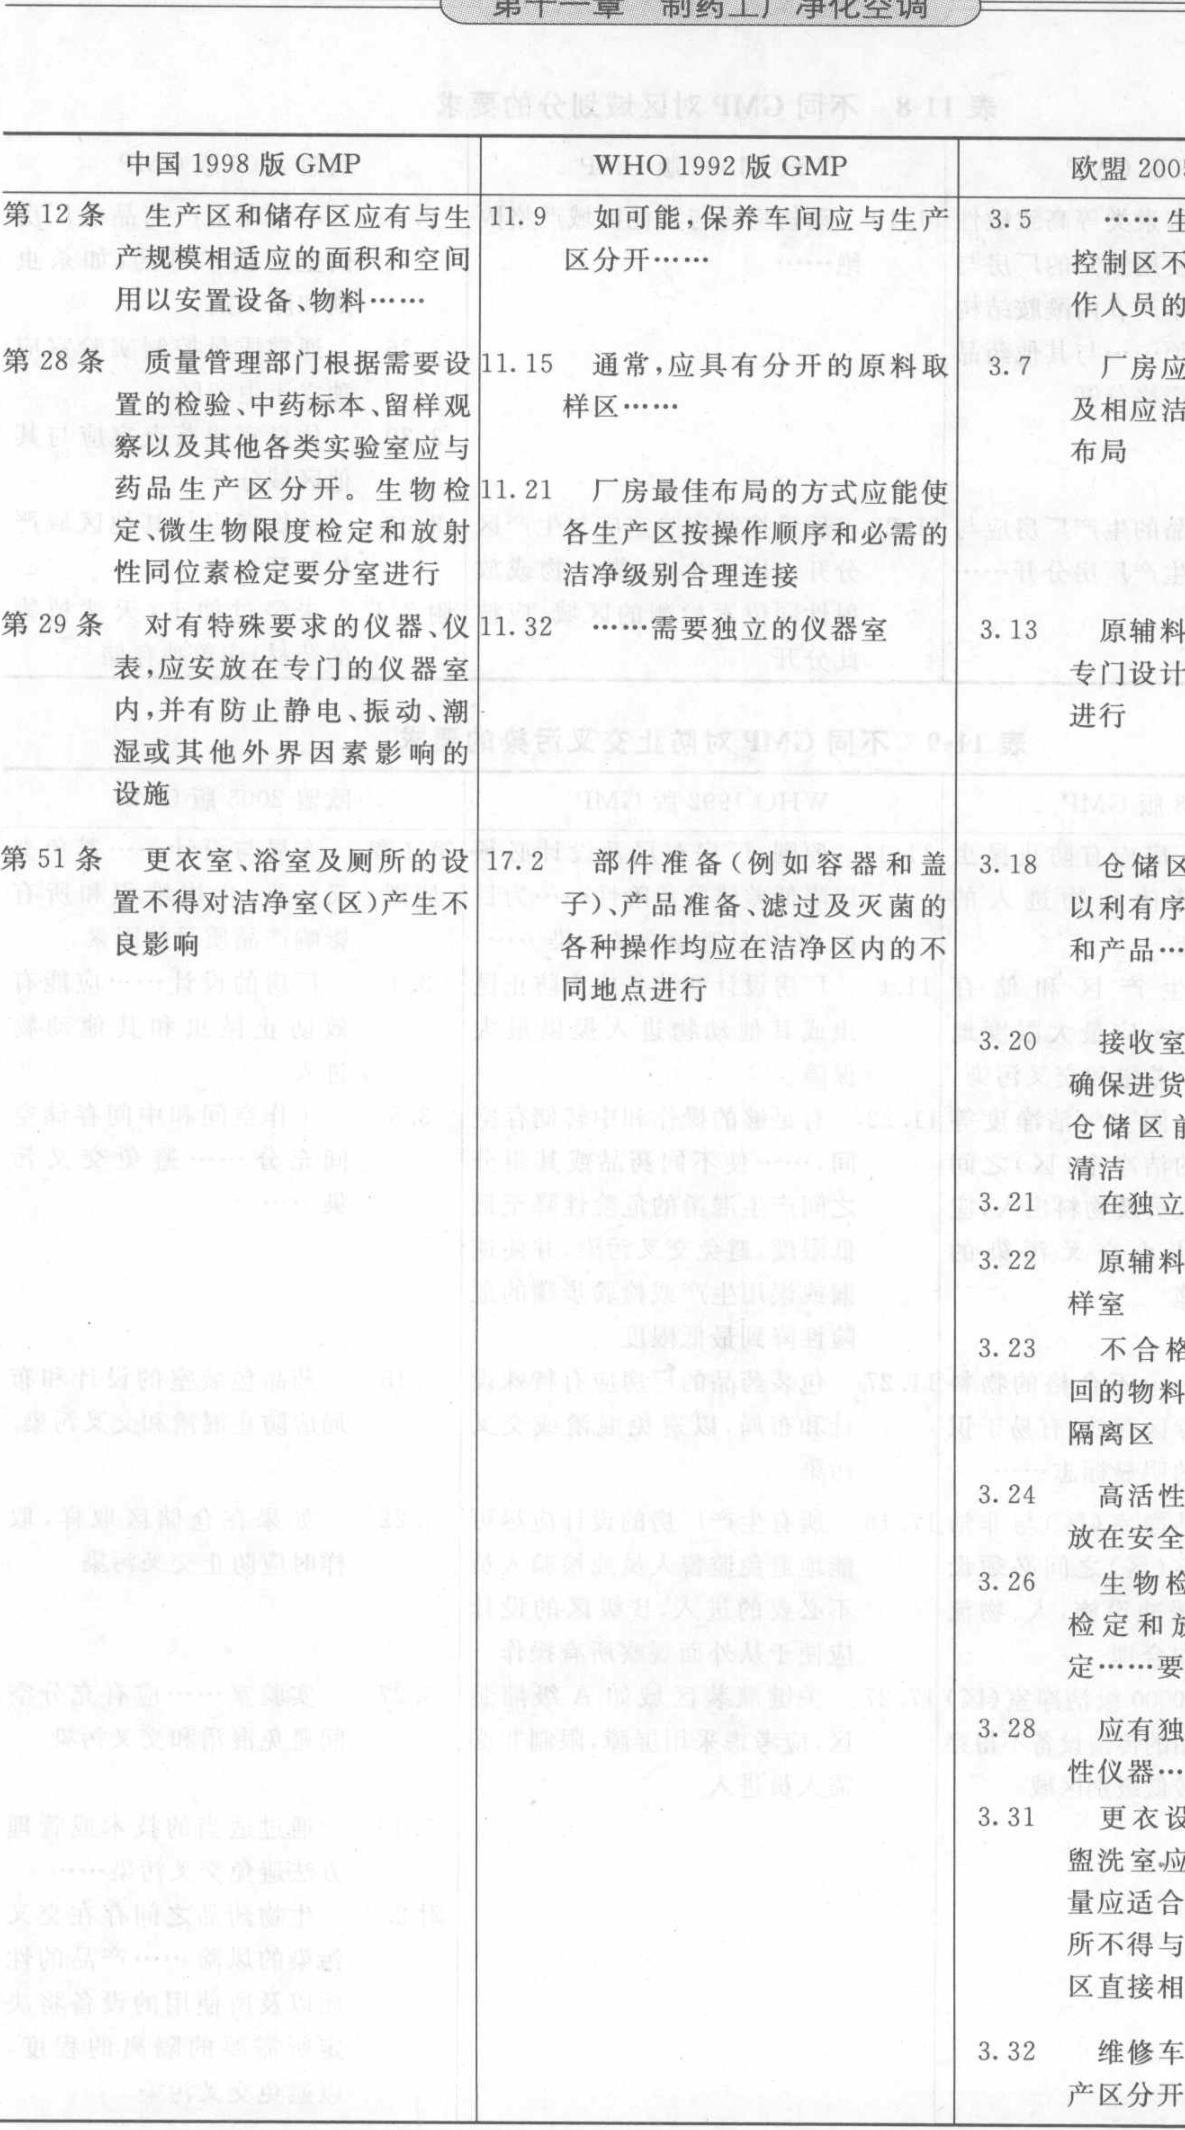 第十一章 制药工厂净化空调
中国 1998 版 GMP
WHO 1992 版 GMP
欧盟 2005
第 12 条 生产区和储存区应有与生
产规模相适应的面积和空间
用以安置设备、物料……
第 28 条 质量管理部门根据需要设
置的检验、中药标本、留样观
察以及其他各类实验室应与
药品生产区分开。生物检
定、微生物限度检定和放射
性同位素检定要分室进行
第 29 条 对有特殊要求的仪器、仪
表,应安放在专门的仪器室
内,并有防止静电、振动、潮
湿或其他外界因素影响的
设施
第 51 条 更衣室、浴室及厕所的设
置不得对洁净室(区)产生不
良影响
11.9 如可能,保养车间应与生产
区分开……
11.15 通常,应具有分开的原料取
样区……
11.21 厂房最佳布局的方式应能使
各生产区按操作顺序和必需的
洁净级别合理连接
11.32 ……需要独立的仪器室
17.2 部件准备(例如容器和盖
子)、产品准备、滤过及灭菌的
各种操作均应在洁净区内的不
同地点进行
3.5 ……生
控制区不
作人员的
3.7 厂房应
及相应洁
布局
3.13 原辅料
专门设计
进行
3.18 仓储区
以利有序
和产品…
3.20 接收室
确保进货
仓储区前
清洁
3.21 在独立
3.22 原辅料
样室
3.23 不合格
回的物料
隔离区
3.24 高活性
放在安全
3.26 生物检
检定和放
定……要
3.28 应有独
性仪器…
3.31 更衣设
盥洗室应
量应适合
所不得与
区直接相
3.32 维修车
产区分开